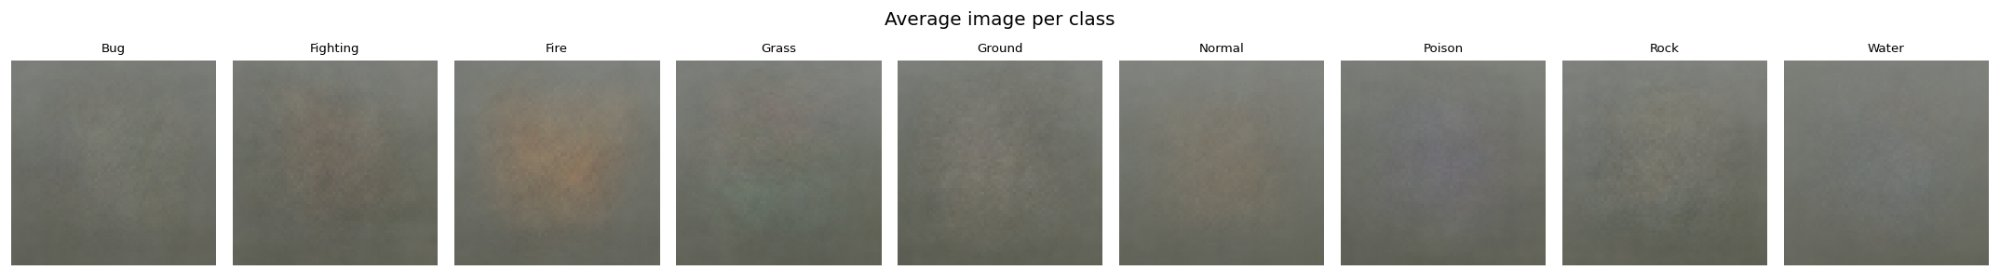 Average image per class
Bug Fighting Fire Grass Ground Normal Poison Rock Water